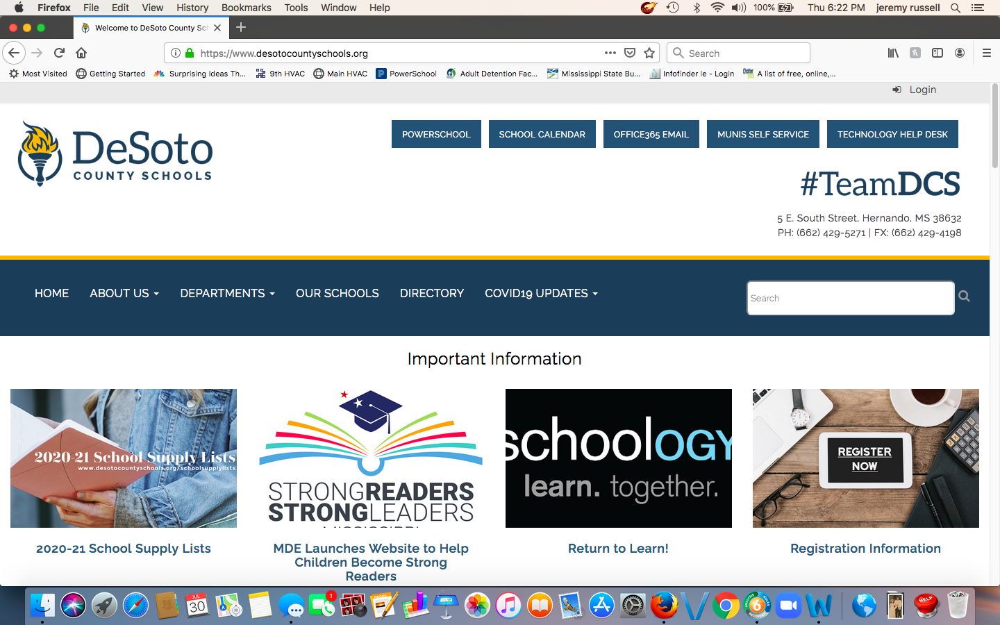 Firefox File Edit View History Bookmarks Tools Window Help 100% Thu 6:22 PM jeremy russell
Welcome to DeSoto County Sch
https://www.desotocountyschools.org Search
Most Visited Getting Started Surprising Ideas Th... 9th HVAC Main HVAC PowerSchool Adult Detention Fac... Mississippi State Bu... Infofinder le - Login A list of free, online,...
Login
POWERSCHOOL SCHOOL CALENDAR OFFICE365 EMAIL MUNIS SELF SERVICE TECHNOLOGY HELP DESK
DeSoto
COUNTY SCHOOLS
#TeamDCS
5 E. South Street, Hernando, MS 38632
PH: (662) 429-5271 | FX: (662) 429-4198
HOME ABOUT US DEPARTMENTS OUR SCHOOLS DIRECTORY COVID19 UPDATES Search
Important Information
2020-21 School Supply Lists
www.desotocountyschools.org/schoolsupplylists
STRONGREADERS
STRONGLEADERS
MISSISSIPPI
schoology
learn. together.
REGISTER
NOW
2020-21 School Supply Lists
MDE Launches Website to Help
Children Become Strong
Readers
Return to Learn!
Registration Information
JUL
30
1
PAGES
6
HELP